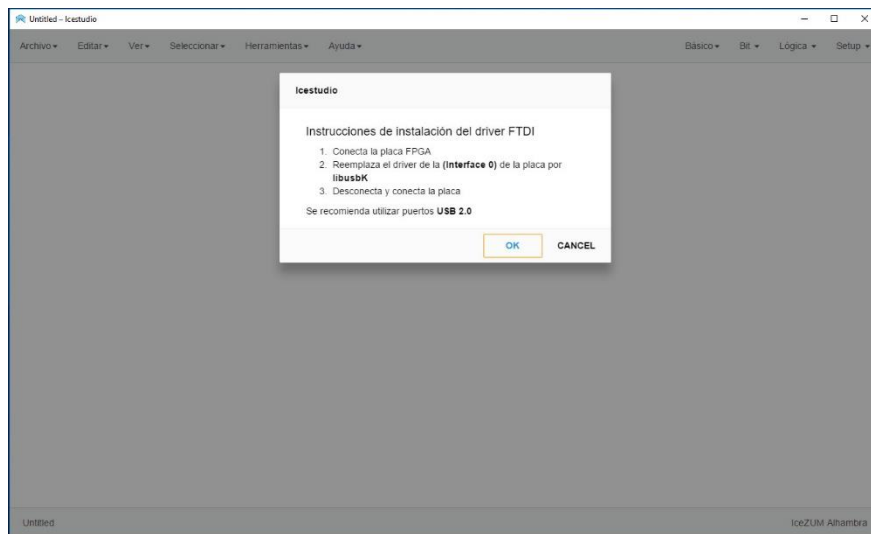 Untitled – Icestudio
Archivo Editar Ver Seleccionar Herramientas Ayuda Básico Bit Lógica Setup
Icestudio
Instrucciones de instalación del driver FTDI
1. Conecta la placa FPGA
2. Reemplaza el driver de la (Interface 0) de la placa por
libusbK
3. Desconecta y conecta la placa
Se recomienda utilizar puertos USB 2.0
OK CANCEL
Untitled IceZUM Alhambra